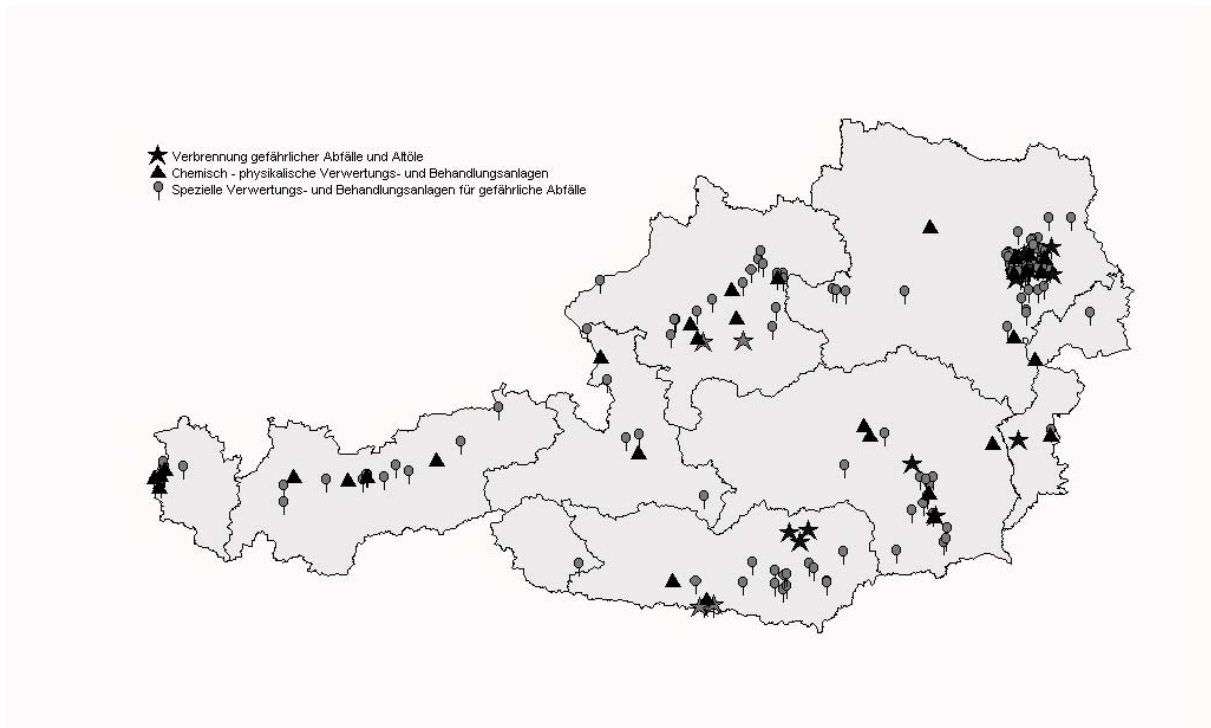 Verbrennung gefährlicher Abfälle und Altöle
Chemisch - physikalische Verwertungs- und Behandlungsanlagen
Spezielle Verwertungs- und Behandlungsanlagen für gefährliche Abfälle